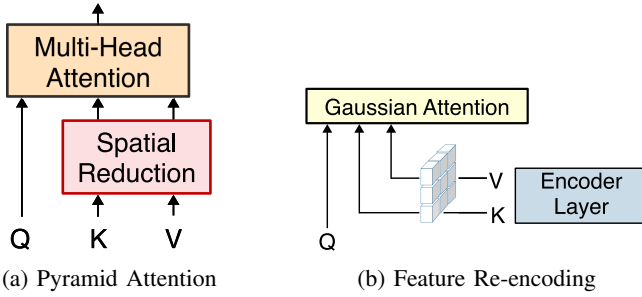 Multi-Head
Attention
Spatial
Reduction
Q K V
(a) Pyramid Attention
Gaussian Attention
V
K
Encoder
Layer
Q
(b) Feature Re-encoding